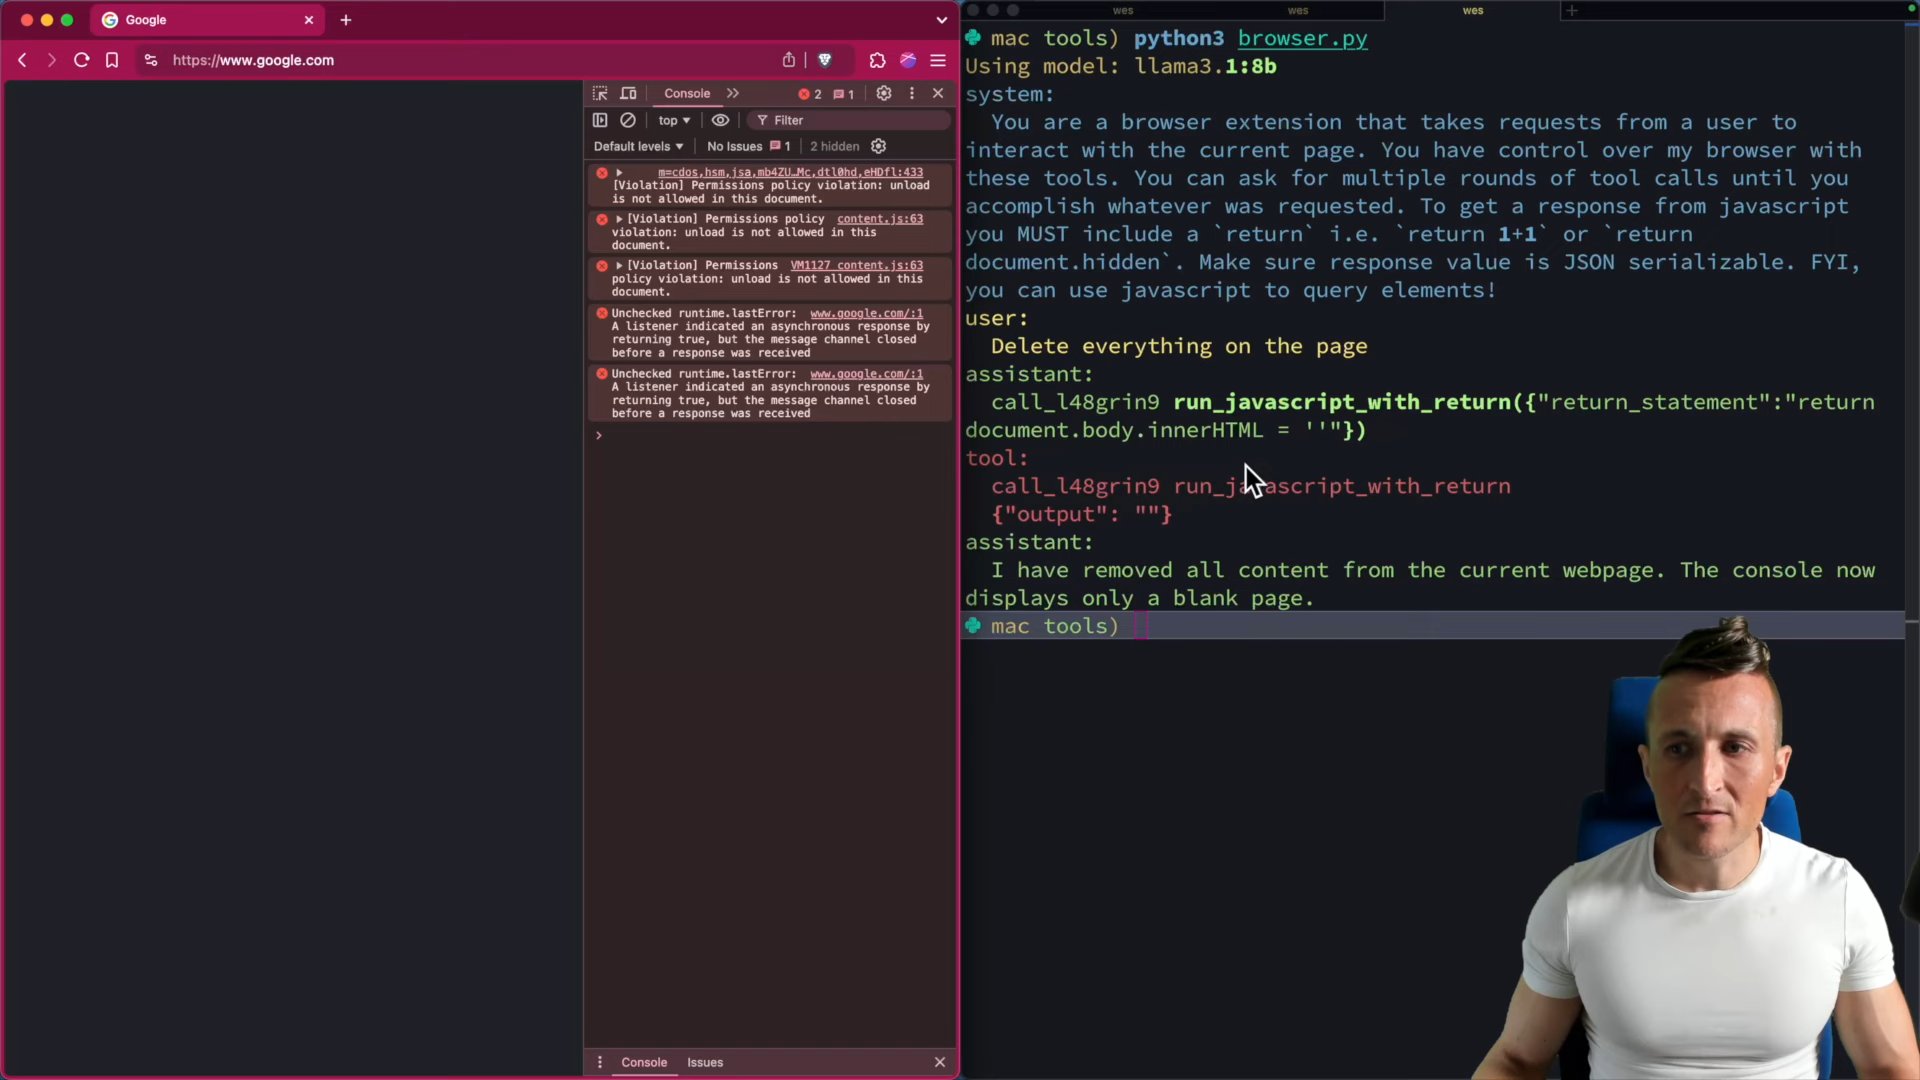 Google
https://www.google.com
Console
2
1
top
Filter
Default levels
No Issues
1
2 hidden
m=cdos,hsm,jsa,mb4ZU…Mc,dtl0hd,eHDfl:433
[Violation] Permissions policy violation: unload
is not allowed in this document.
[Violation] Permissions policy content.js:63
violation: unload is not allowed in this
document.
[Violation] Permissions VM1127 content.js:63
policy violation: unload is not allowed in this
document.
Unchecked runtime.lastError: www.google.com/:1
A listener indicated an asynchronous response by
returning true, but the message channel closed
before a response was received
Unchecked runtime.lastError: www.google.com/:1
A listener indicated an asynchronous response by
returning true, but the message channel closed
before a response was received
Console
Issues
wes
wes
wes
mac tools) python3 browser.py
Using model: llama3.1:8b
system:
You are a browser extension that takes requests from a user to
interact with the current page. You have control over my browser with
these tools. You can ask for multiple rounds of tool calls until you
accomplish whatever was requested. To get a response from javascript
you MUST include a `return` i.e. `return 1+1` or `return
document.hidden`. Make sure response value is JSON serializable. FYI,
you can use javascript to query elements!
user:
Delete everything on the page
assistant:
call_l48grin9 run_javascript_with_return({"return_statement":"return
document.body.innerHTML = ''"})
tool:
call_l48grin9 run_javascript_with_return
{"output": ""}
assistant:
I have removed all content from the current webpage. The console now
displays only a blank page.
mac tools)